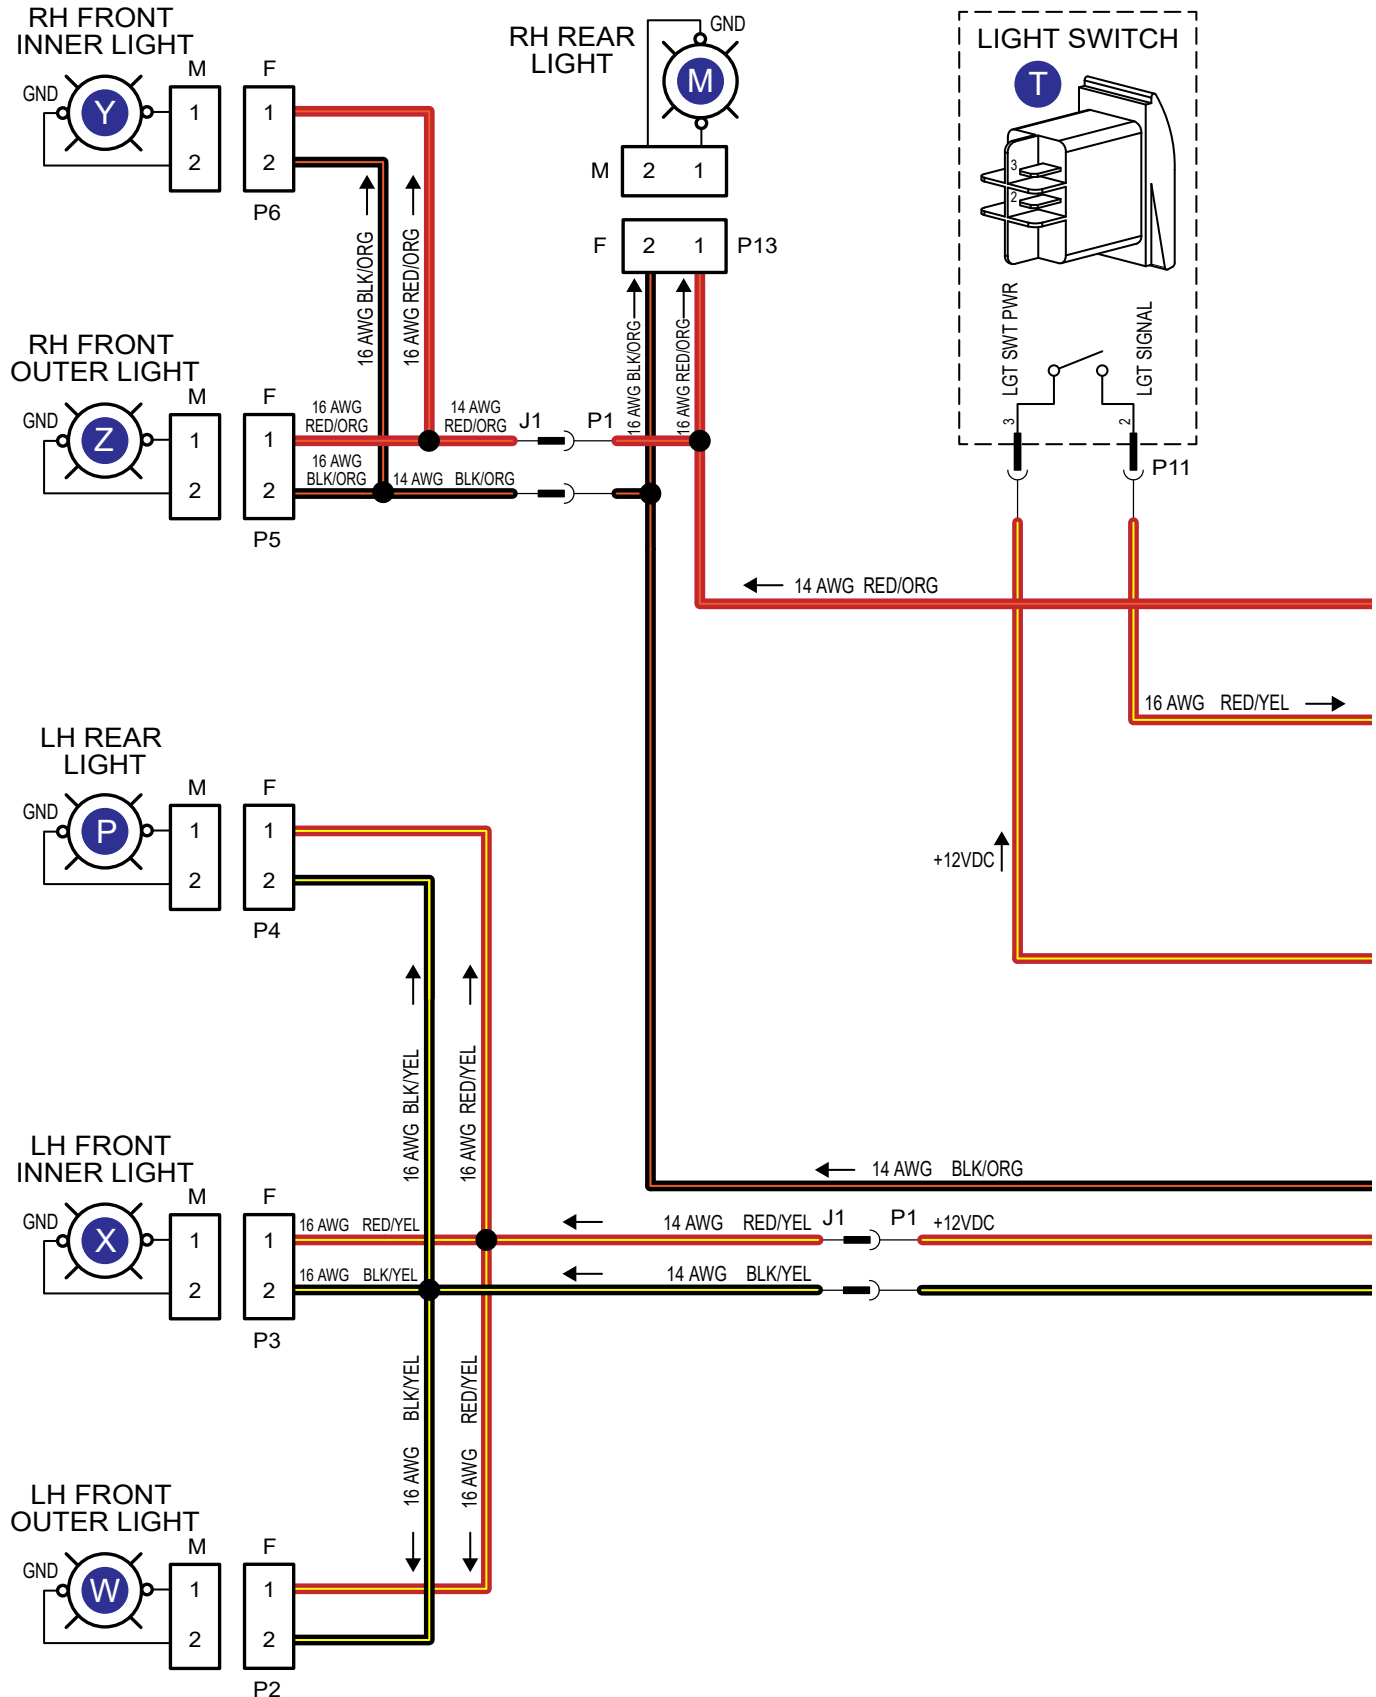 RH FRONT
INNER LIGHT
GND
Y
M
1
2
F
1
2
P6
16 AWG BLK/ORG
16 AWG RED/ORG
RH REAR
LIGHT
GND
M
M
2 1
F
2 1
P13
16 AWG BLK/ORG
16 AWG RED/ORG
LIGHT SWITCH
T
3
2
LGT SWT PWR
LGT SIGNAL
3
2
P11
RH FRONT
OUTER LIGHT
GND
Z
M
1
2
F
1
2
P5
16 AWG
RED/ORG
14 AWG
RED/ORG
16 AWG
BLK/ORG
14 AWG BLK/ORG
J1
P1
14 AWG RED/ORG
16 AWG RED/YEL
+12VDC
LH REAR
LIGHT
GND
P
M
1
2
F
1
2
P4
16 AWG BLK/YEL
16 AWG RED/YEL
14 AWG BLK/ORG
LH FRONT
INNER LIGHT
GND
X
M
1
2
F
1
2
P3
16 AWG RED/YEL
16 AWG BLK/YEL
14 AWG RED/YEL
J1
P1
+12VDC
14 AWG BLK/YEL
16 AWG BLK/YEL
16 AWG RED/YEL
LH FRONT
OUTER LIGHT
GND
W
M
1
2
F
1
2
P2